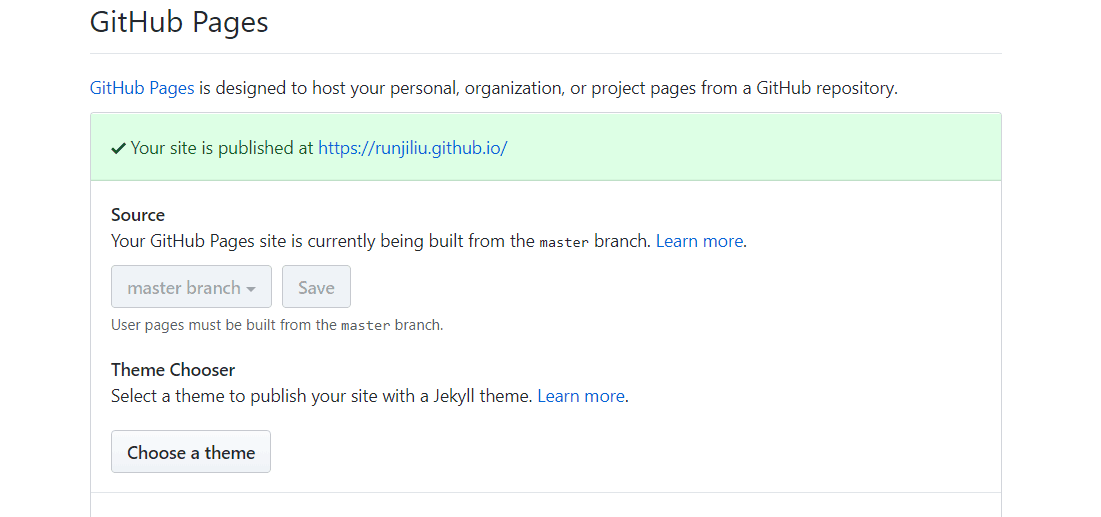 GitHub Pages
GitHub Pages is designed to host your personal, organization, or project pages from a GitHub repository.
✔ Your site is published at https://runjiliu.github.io/
Source
Your GitHub Pages site is currently being built from the master branch. Learn more.
master branch Save
User pages must be built from the master branch.
Theme Chooser
Select a theme to publish your site with a Jekyll theme. Learn more.
Choose a theme